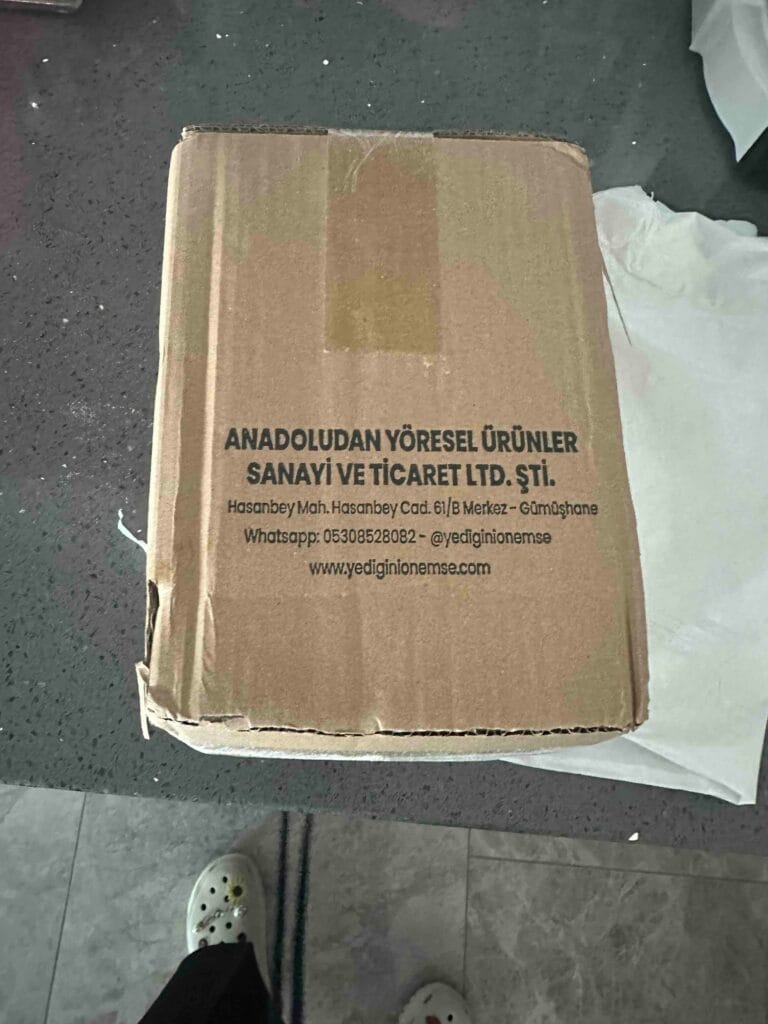 ANADOLUDAN YÖRESEL ÜRÜNLER
SANAYİ VE TİCARET LTD. ŞTİ.
Hasanbey Mah. Hasanbey Cad. 61/B Merkez - Gümüşhane
Whatsapp: 05308528082 - @yediginionemse
www.yediginionemse.com